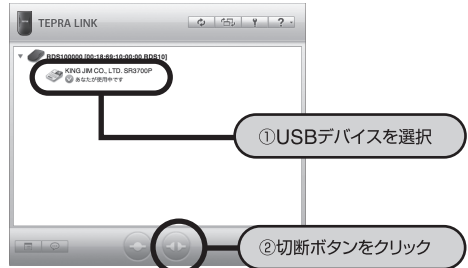 TEPRA LINK
RDS100000 [00:18:69:10:00:00 RDS10]
KING JIM CO., LTD. SR3700P
あなたが使用中です
①USBデバイスを選択
②切断ボタンをクリック